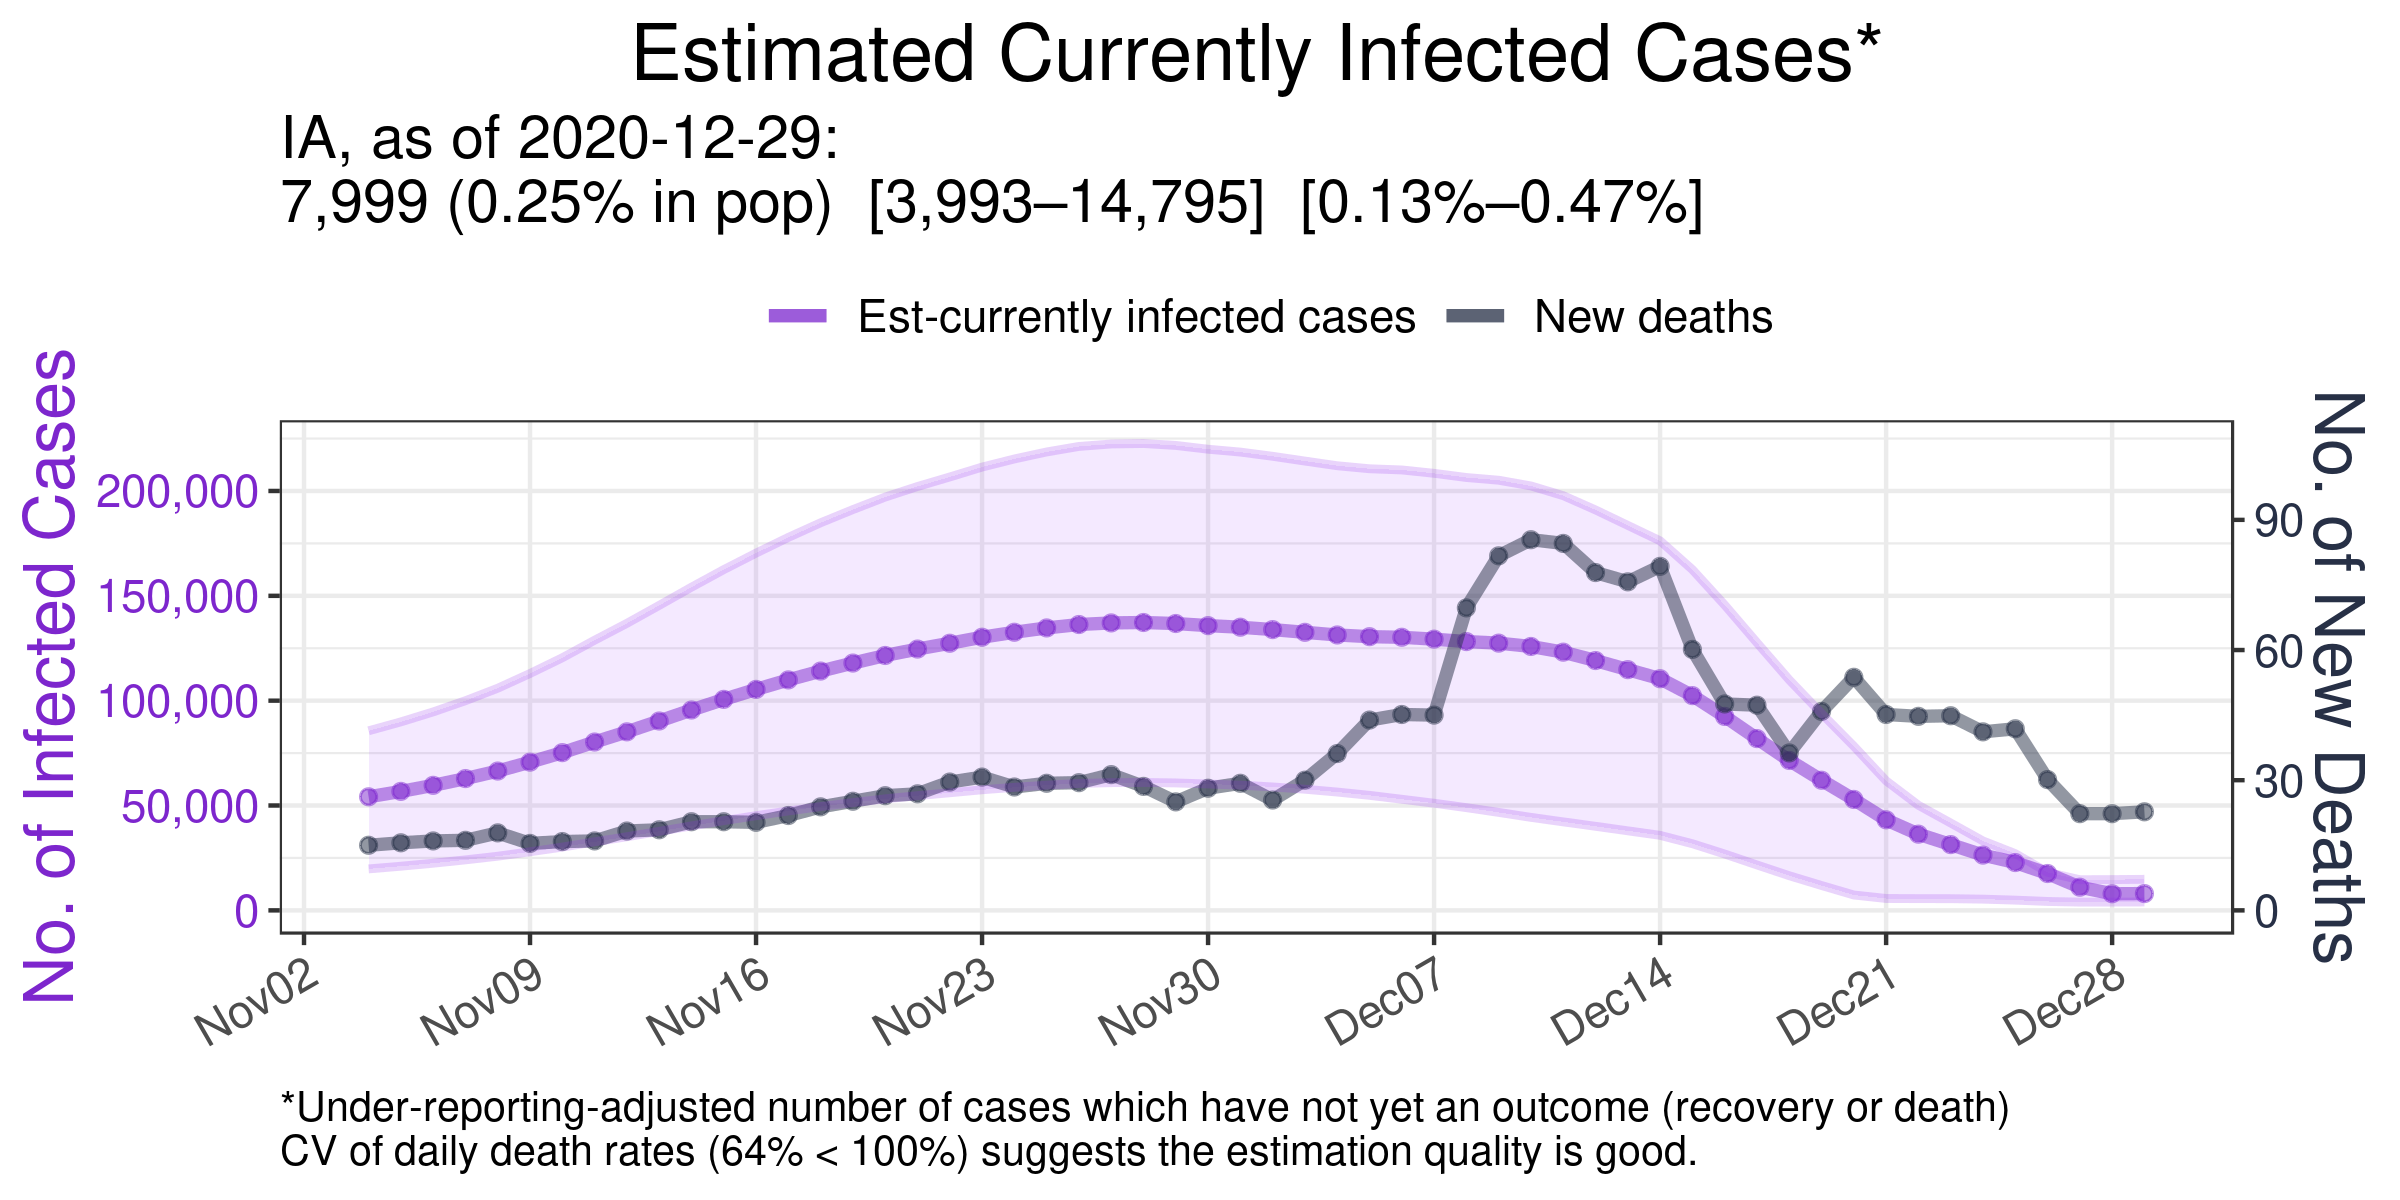 Estimated Currently Infected Cases*
IA, as of 2020-12-29:
7,999 (0.25% in pop)  [3,993–14,795]  [0.13%–0.47%]
Est-currently infected cases
New deaths
No. of Infected Cases
200,000
150,000
100,000
50,000
0
90
60
30
0
No. of New Deaths
Nov02
Nov09
Nov16
Nov23
Nov30
Dec07
Dec14
Dec21
Dec28
*Under-reporting-adjusted number of cases which have not yet an outcome (recovery or death)
CV of daily death rates (64% < 100%) suggests the estimation quality is good.